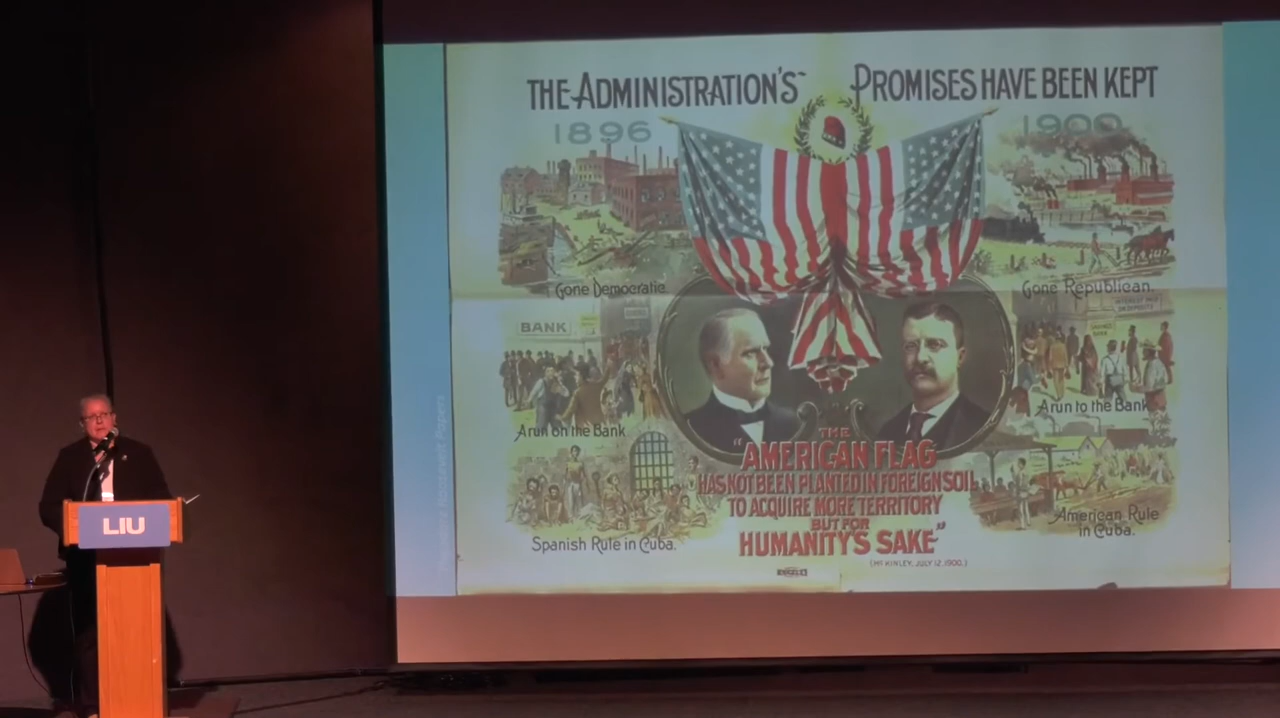 THE ADMINISTRATION'S PROMISES HAVE BEEN KEPT
1896
1900
Gone Democratic
Gone Republican.
BANK
A run on the Bank
A run to the Bank
Spanish Rule in Cuba.
American Rule
in Cuba.
THE
"AMERICAN FLAG
HAS NOT BEEN PLANTED IN FOREIGN SOIL
TO ACQUIRE MORE TERRITORY
BUT FOR
HUMANITY'S SAKE"
(MCKINLEY, JULY 12, 1900.)
LIU